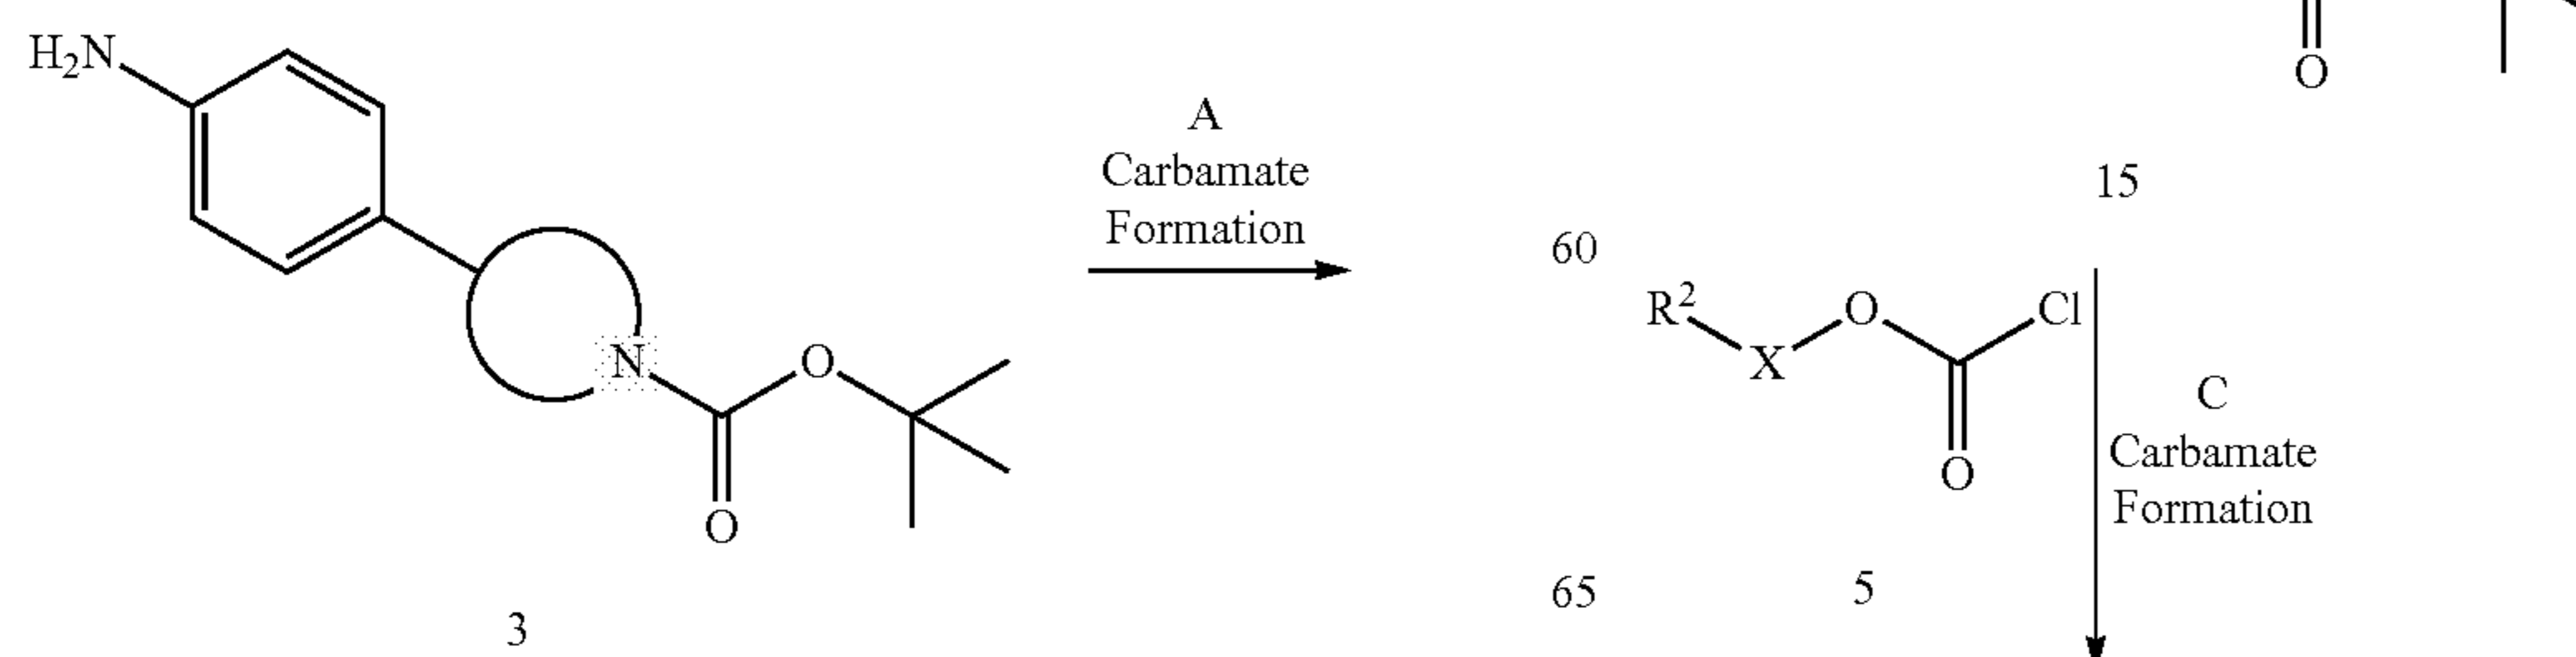 H₂N
N
O
O
3
A
Carbamate
Formation
O
15
60
R² X O Cl
O
C
Carbamate
Formation
65
5